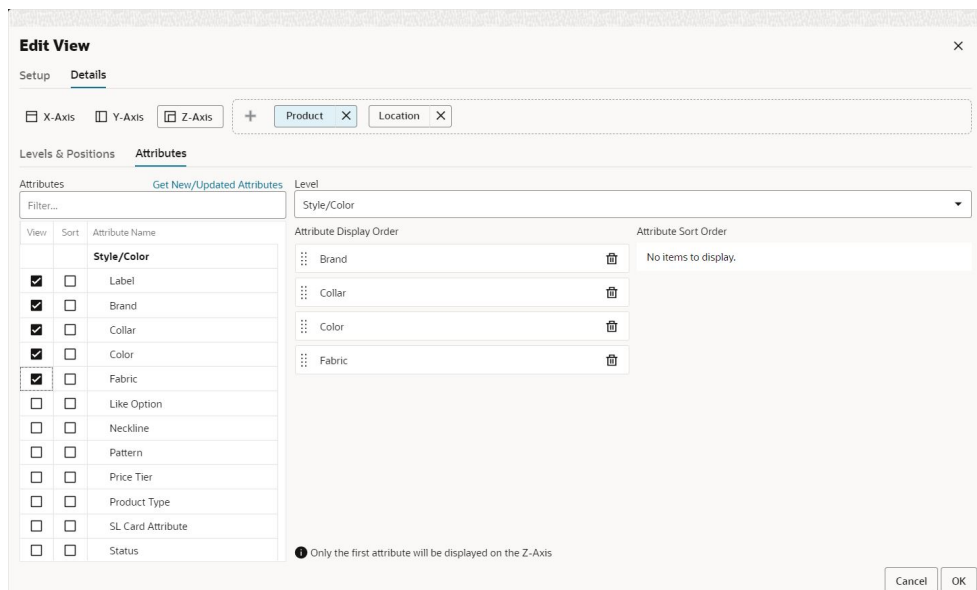 Edit View
Setup Details
X-Axis Y-Axis Z-Axis Product Location
Levels & Positions Attributes
Attributes Get New/Updated Attributes Level
Filter... Style/Color
View Sort Attribute Name Attribute Display Order Attribute Sort Order
Style/Color Brand No items to display.
Label
Brand Collar
Collar
Color Color
Fabric Fabric
Like Option
Neckline
Pattern
Price Tier
Product Type
SL Card Attribute
Status Only the first attribute will be displayed on the Z-Axis
Cancel OK